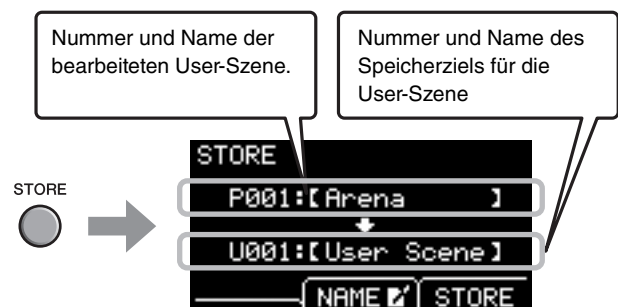 Nummer und Name der
bearbeiteten User-Szene.
Nummer und Name des
Speicherziels für die
User-Szene
STORE
STORE
P001:[Arena ]
U001:[User Scene]
NAME STORE